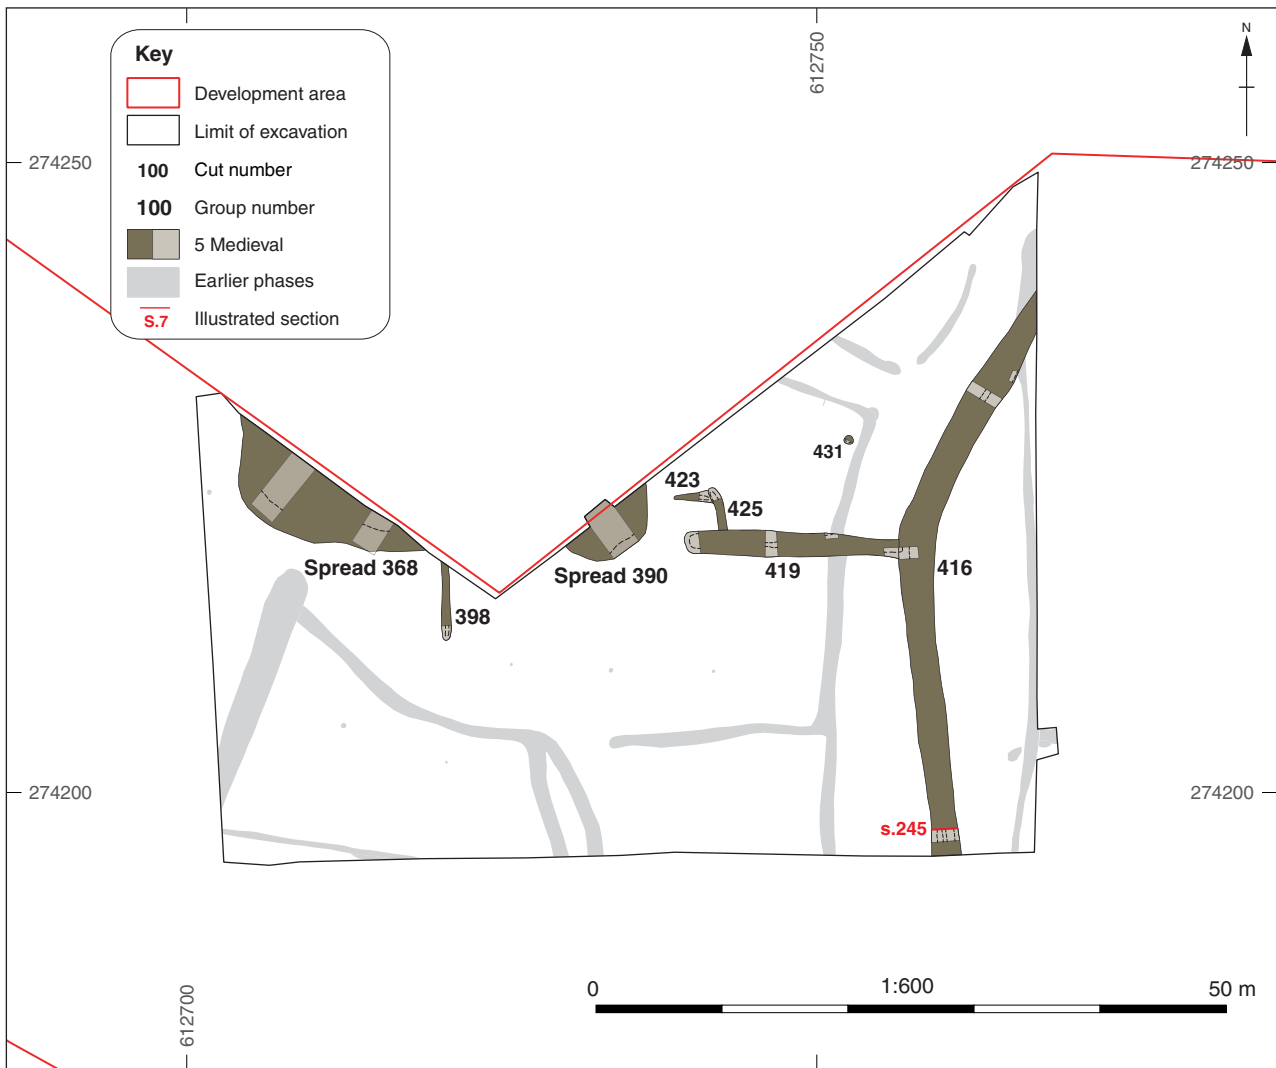 612750
N
Key
Development area
Limit of excavation
100 Cut number
100 Group number
5 Medieval
Earlier phases
S.7 Illustrated section
274250
274250
431
423
425
Spread 368
Spread 390
419
416
398
274200
274200
s.245
612700
0 1:600 50 m